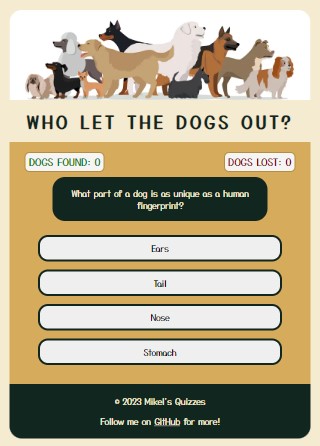 WHO LET THE DOGS OUT?
DOGS FOUND: 0 DOGS LOST: 0
What part of a dog is as unique as a human
fingerprint?
Ears
Tail
Nose
Stomach
© 2023 Mikel's Quizzes
Follow me on GitHub for more!